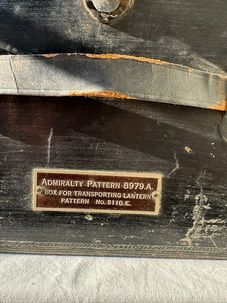 ADMIRALTY PATTERN 8979.A.
BOX FOR TRANSPORTING LANTERN
PATTERN No. 5110.E.